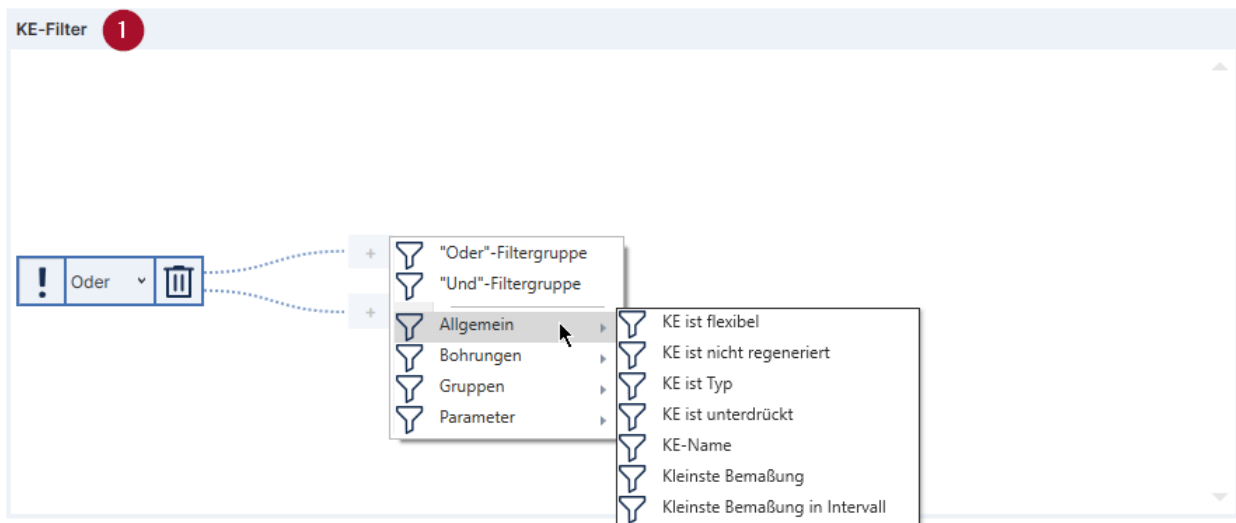 KE-Filter 1
"Oder"-Filtergruppe
"Und"-Filtergruppe
Oder
Allgemein
Bohrungen
Gruppen
Parameter
KE ist flexibel
KE ist nicht regeneriert
KE ist Typ
KE ist unterdrückt
KE-Name
Kleinste Bemaßung
Kleinste Bemaßung in Intervall